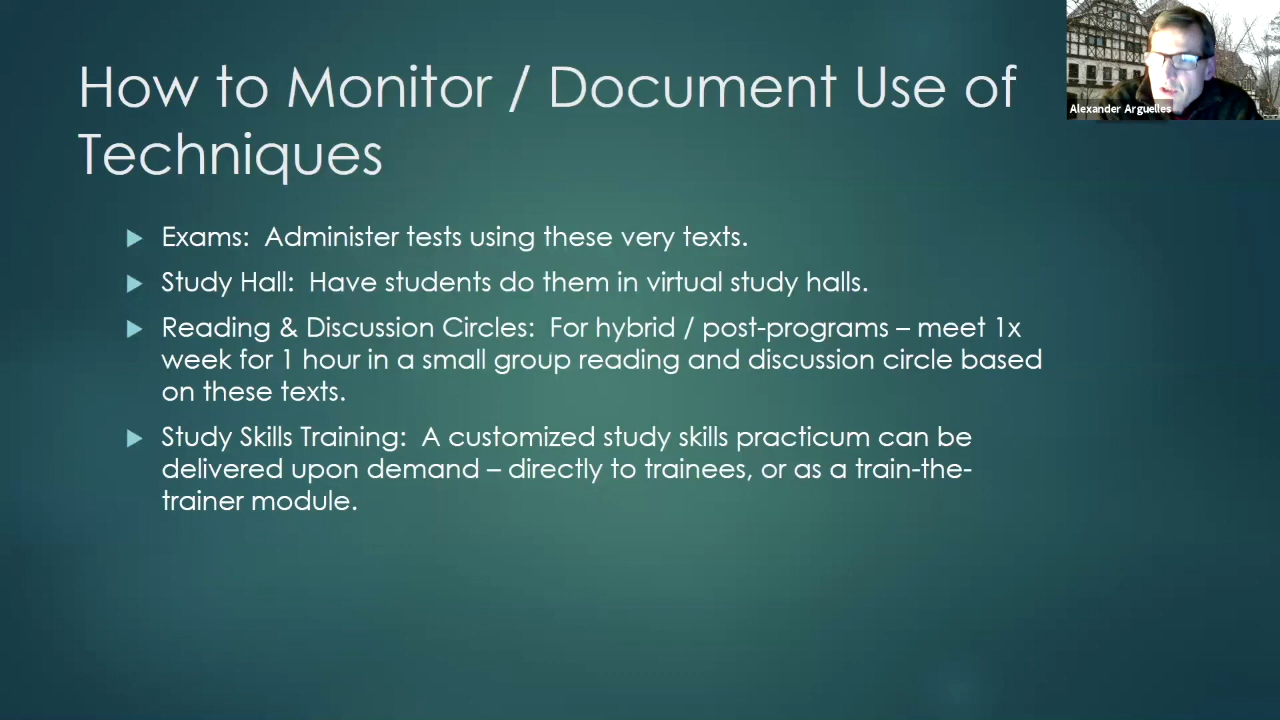 How to Monitor / Document Use of
Techniques
Alexander Arguelles
Exams:  Administer tests using these very texts.
Study Hall:  Have students do them in virtual study halls.
Reading & Discussion Circles:  For hybrid / post-programs – meet 1x
week for 1 hour in a small group reading and discussion circle based
on these texts.
Study Skills Training:  A customized study skills practicum can be
delivered upon demand – directly to trainees, or as a train-the-
trainer module.